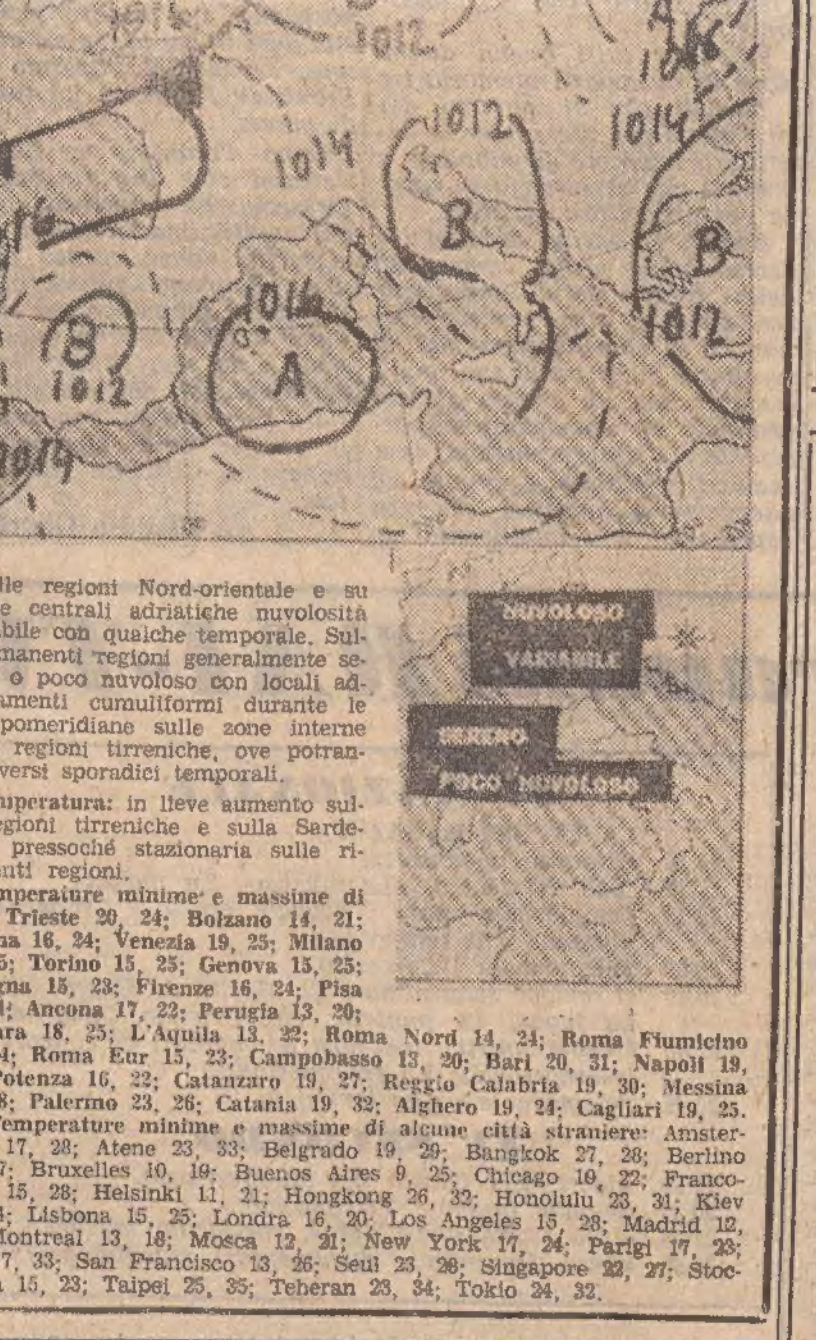 1014
1012
A
1016
1014
1012
1014
B
B
1016
1012
A
B
1012
1014
lle regioni Nord-orientale e su
e centrali adriatiche nuvolosità
bile con qualche temporale. Sul-
manenti regioni generalmente se-
o poco nuvoloso con locali ad-
amenti cumuliformi durante le
pomeridiane sulle zone interne
regioni tirreniche, ove potran-
versi sporadici temporali.
mperatura: in lieve aumento sul-
egioni tirreniche e sulla Sarde-
pressoché stazionaria sulle ri-
nti regioni.
mperature minime e massime di
Trieste 20, 24; Bolzano 14, 21;
na 16, 24; Venezia 19, 25; Milano
5; Torino 15, 25; Genova 15, 25;
gna 15, 23; Firenze 16, 24; Pisa
Ancona 17, 22; Perugia 13, 20;
NUVOLOSO
VARIABILE
SERENO
POCO NUVOLOSO
ara 18, 25; L'Aquila 13, 22; Roma Nord 14, 24; Roma Fiumicino
4; Roma Eur 15, 23; Campobasso 13, 20; Bari 20, 31; Napoli 19,
Potenza 16, 22; Catanzaro 19, 27; Reggio Calabria 19, 30; Messina
8; Palermo 23, 26; Catania 19, 32; Alghero 19, 24; Cagliari 19, 25.
Temperature minime e massime di alcune città straniere: Amster-
17, 28; Atene 23, 33; Belgrado 19, 29; Bangkok 27, 28; Berlino
7; Bruxelles 10, 19; Buenos Aires 9, 25; Chicago 10, 22; Franco-
15, 28; Helsinki 11, 21; Hongkong 26, 32; Honolulu 23, 31; Kiev
4; Lisbona 15, 25; Londra 16, 20; Los Angeles 15, 28; Madrid 12,
Montreal 13, 18; Mosca 12, 21; New York 17, 24; Parigi 17, 23;
7, 33; San Francisco 13, 26; Seul 23, 28; Singapore 22, 27; Stoc-
15, 23; Taipei 25, 35; Teheran 23, 34; Tokio 24, 32.